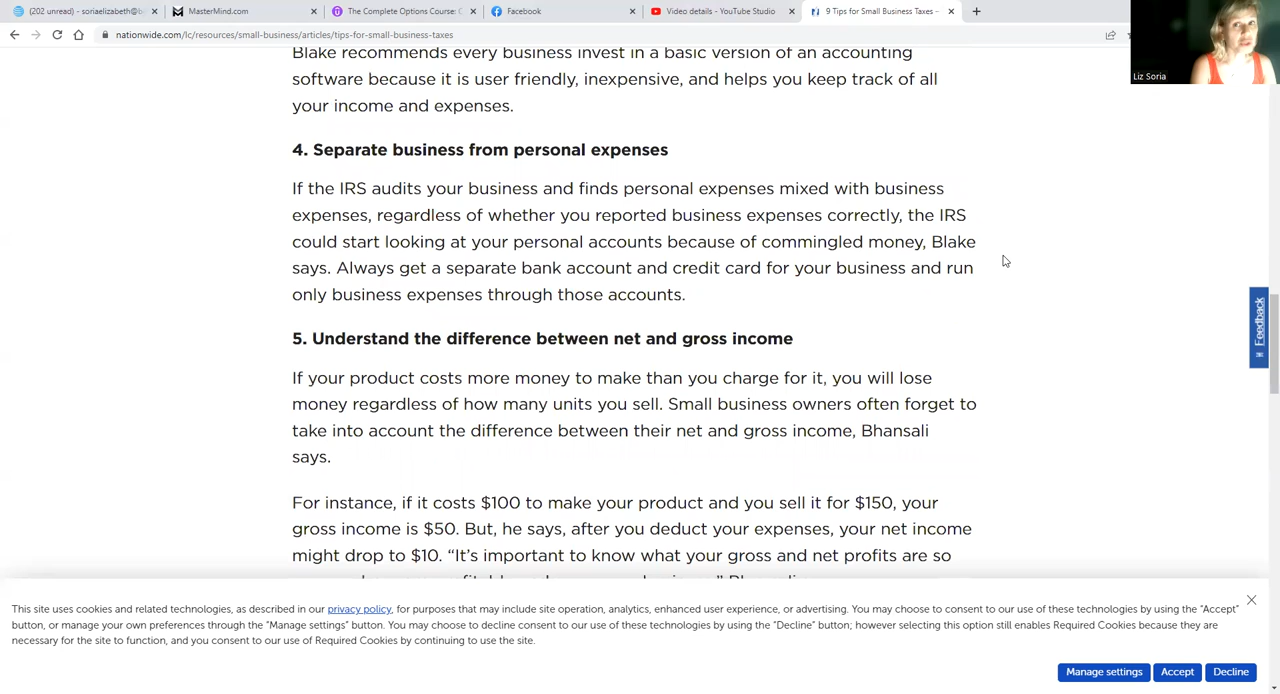 (202 unread) - soriaelizabeth@b
MasterMind.com
The Complete Options Course: C
Facebook
Video details - YouTube Studio
9 Tips for Small Business Taxes –
nationwide.com/lc/resources/small-business/articles/tips-for-small-business-taxes
Liz Soria
Blake recommends every business invest in a basic version of an accounting
software because it is user friendly, inexpensive, and helps you keep track of all
your income and expenses.
4. Separate business from personal expenses
If the IRS audits your business and finds personal expenses mixed with business
expenses, regardless of whether you reported business expenses correctly, the IRS
could start looking at your personal accounts because of commingled money, Blake
says. Always get a separate bank account and credit card for your business and run
only business expenses through those accounts.
5. Understand the difference between net and gross income
If your product costs more money to make than you charge for it, you will lose
money regardless of how many units you sell. Small business owners often forget to
take into account the difference between their net and gross income, Bhansali
says.
For instance, if it costs $100 to make your product and you sell it for $150, your
gross income is $50. But, he says, after you deduct your expenses, your net income
might drop to $10. “It’s important to know what your gross and net profits are so
Feedback
This site uses cookies and related technologies, as described in our privacy policy, for purposes that may include site operation, analytics, enhanced user experience, or advertising. You may choose to consent to our use of these technologies by using the “Accept”
button, or manage your own preferences through the “Manage settings” button. You may choose to decline consent to our use of these technologies by using the “Decline” button; however selecting this option still enables Required Cookies because they are
necessary for the site to function, and you consent to our use of Required Cookies by continuing to use the site.
Manage settings
Accept
Decline